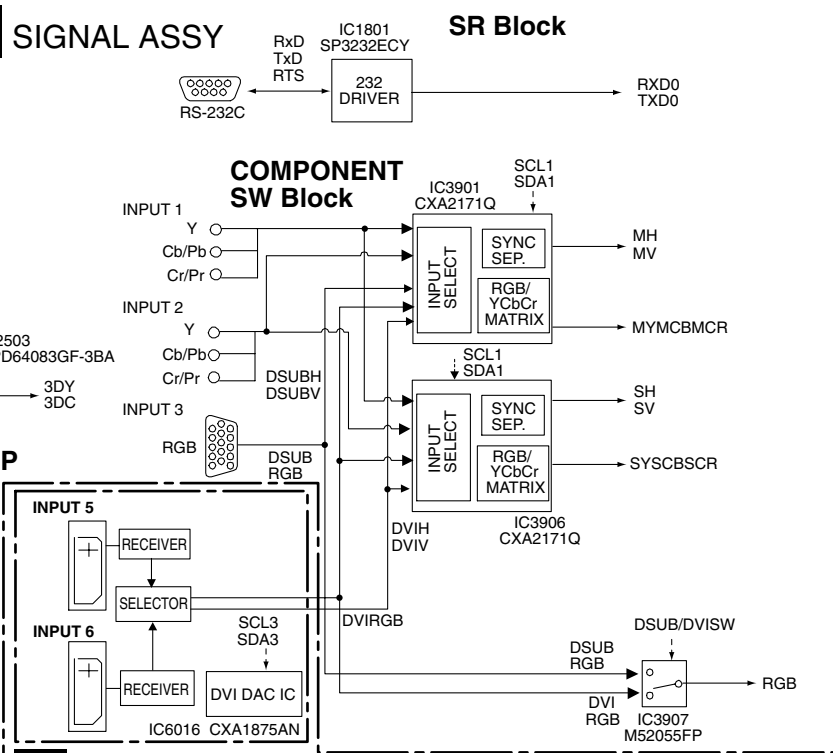 SIGNAL ASSY
SR Block
IC1801
SP3232ECY
RxD
TxD
RTS
232
DRIVER
RXD0
TXD0
RS-232C
COMPONENT
SW Block
SCL1
SDA1
IC3901
CXA2171Q
INPUT 1
Y
Cb/Pb
Cr/Pr
INPUT SELECT
SYNC
SEP.
RGB/
YCbCr
MATRIX
MH
MV
MYMCBMCR
INPUT 2
Y
Cb/Pb
Cr/Pr
2503
PD64083GF-3BA
3DY
3DC
DSUBH
DSUBV
SCL1
SDA1
INPUT SELECT
SYNC
SEP.
RGB/
YCbCr
MATRIX
SH
SV
SYSCBSCR
INPUT 3
RGB
DSUB
RGB
IC3906
CXA2171Q
DVIH
DVIV
P
INPUT 5
RECEIVER
SELECTOR
DVIRGB
INPUT 6
RECEIVER
SCL3
SDA3
DVI DAC IC
IC6016 CXA1875AN
DSUB/DVISW
DSUB
RGB
DVI
RGB
RGB
IC3907
M52055FP